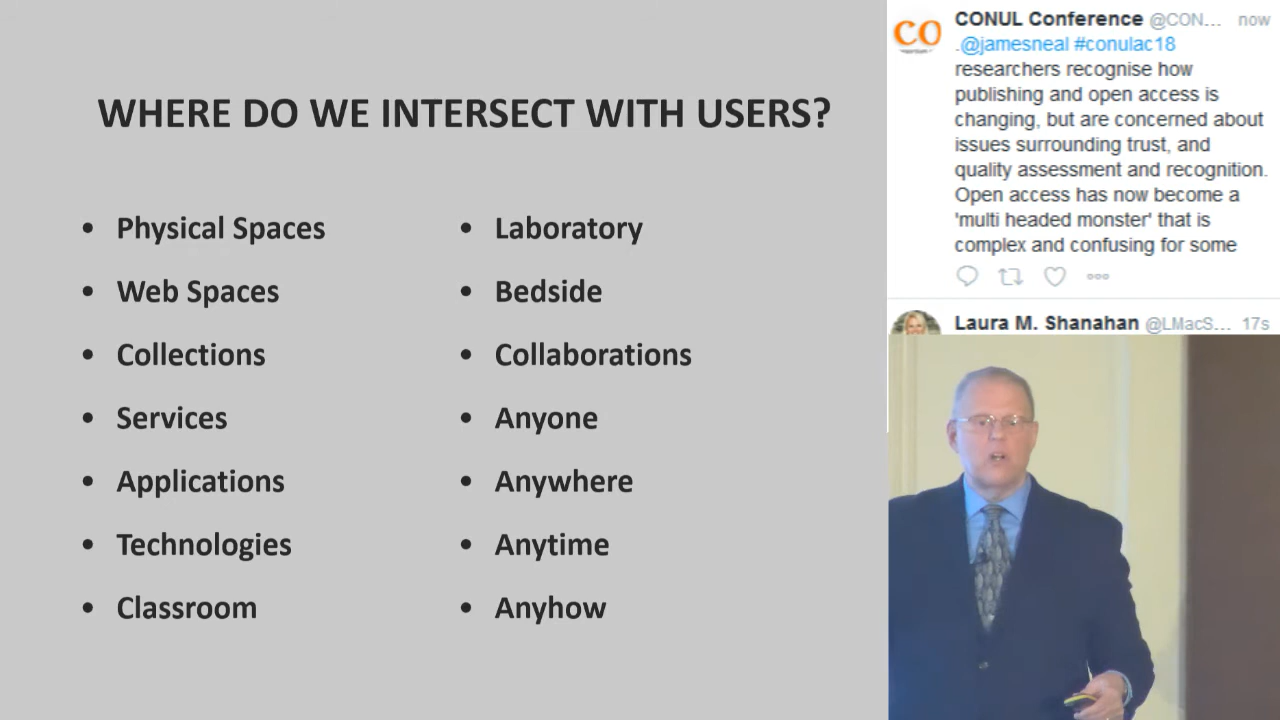 WHERE DO WE INTERSECT WITH USERS?
• Physical Spaces
• Web Spaces
• Collections
• Services
• Applications
• Technologies
• Classroom
• Laboratory
• Bedside
• Collaborations
• Anyone
• Anywhere
• Anytime
• Anyhow
CO
CONUL Conference @CON... now
.@jamesneal #conulac18
researchers recognise how
publishing and open access is
changing, but are concerned about
issues surrounding trust, and
quality assessment and recognition.
Open access has now become a
'multi headed monster' that is
complex and confusing for some
Laura M. Shanahan @LMacS... 17s